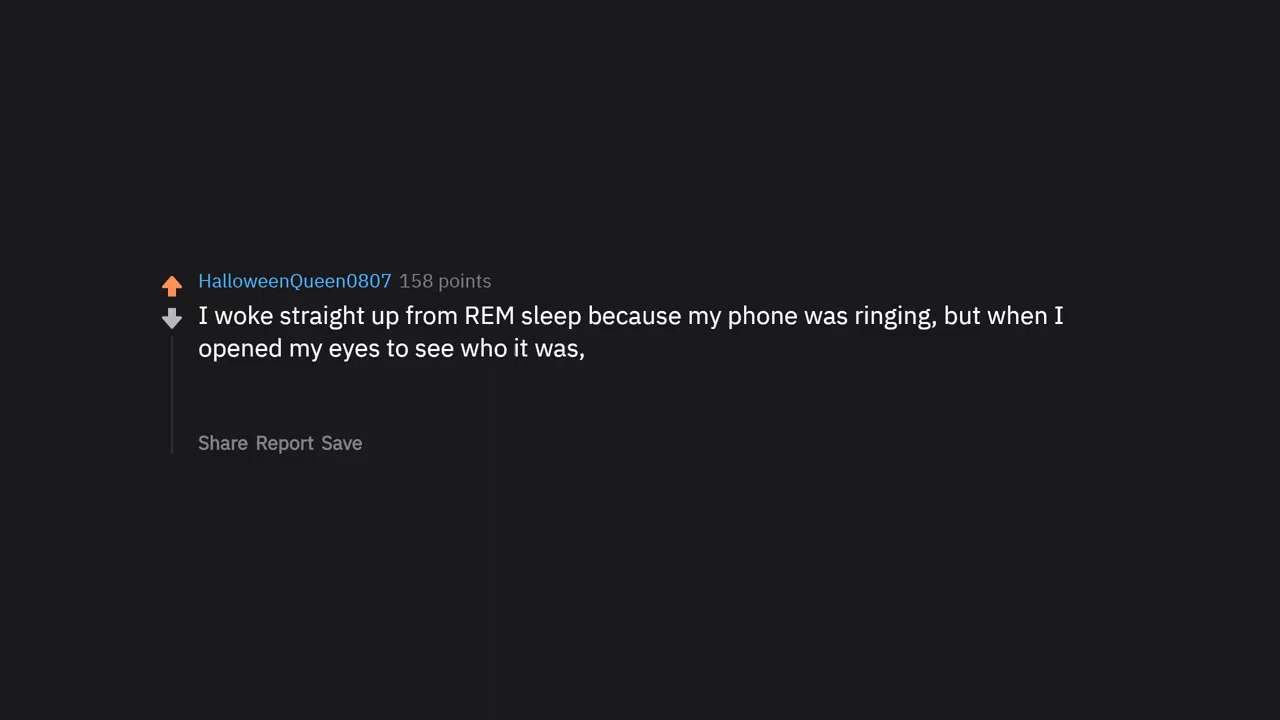 HalloweenQueen0807 158 points
I woke straight up from REM sleep because my phone was ringing, but when I
opened my eyes to see who it was,
Share Report Save